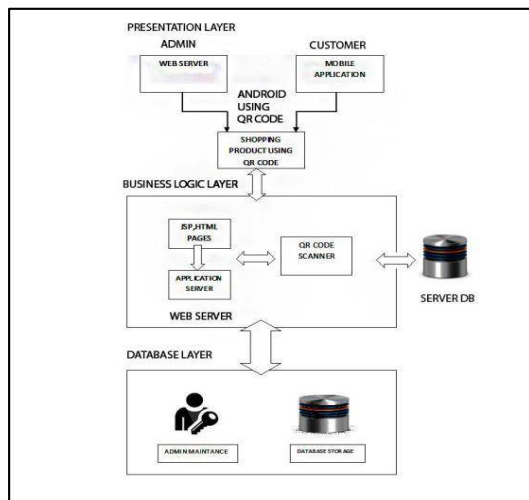 PRESENTATION LAYER
ADMIN
CUSTOMER
WEB SERVER
MOBILE
APPLICATION
ANDROID
USING
QR CODE
SHOPPING
PRODUCT USING
QR CODE
BUSINESS LOGIC LAYER
JSP,HTML
PAGES
QR CODE
SCANNER
APPLICATION
SERVER
WEB SERVER
SERVER DB
DATABASE LAYER
ADMIN MAINTANCE
DATABASE STORAGE